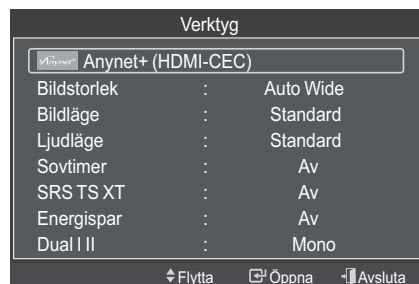 Verktyg
Anynet+ Anynet+ (HDMI-CEC)
Bildstorlek : Auto Wide
Bildläge : Standard
Ljudläge : Standard
Sovtimer : Av
SRS TS XT : Av
Energispar : Av
Dual I II : Mono
Flytta Öppna Avsluta